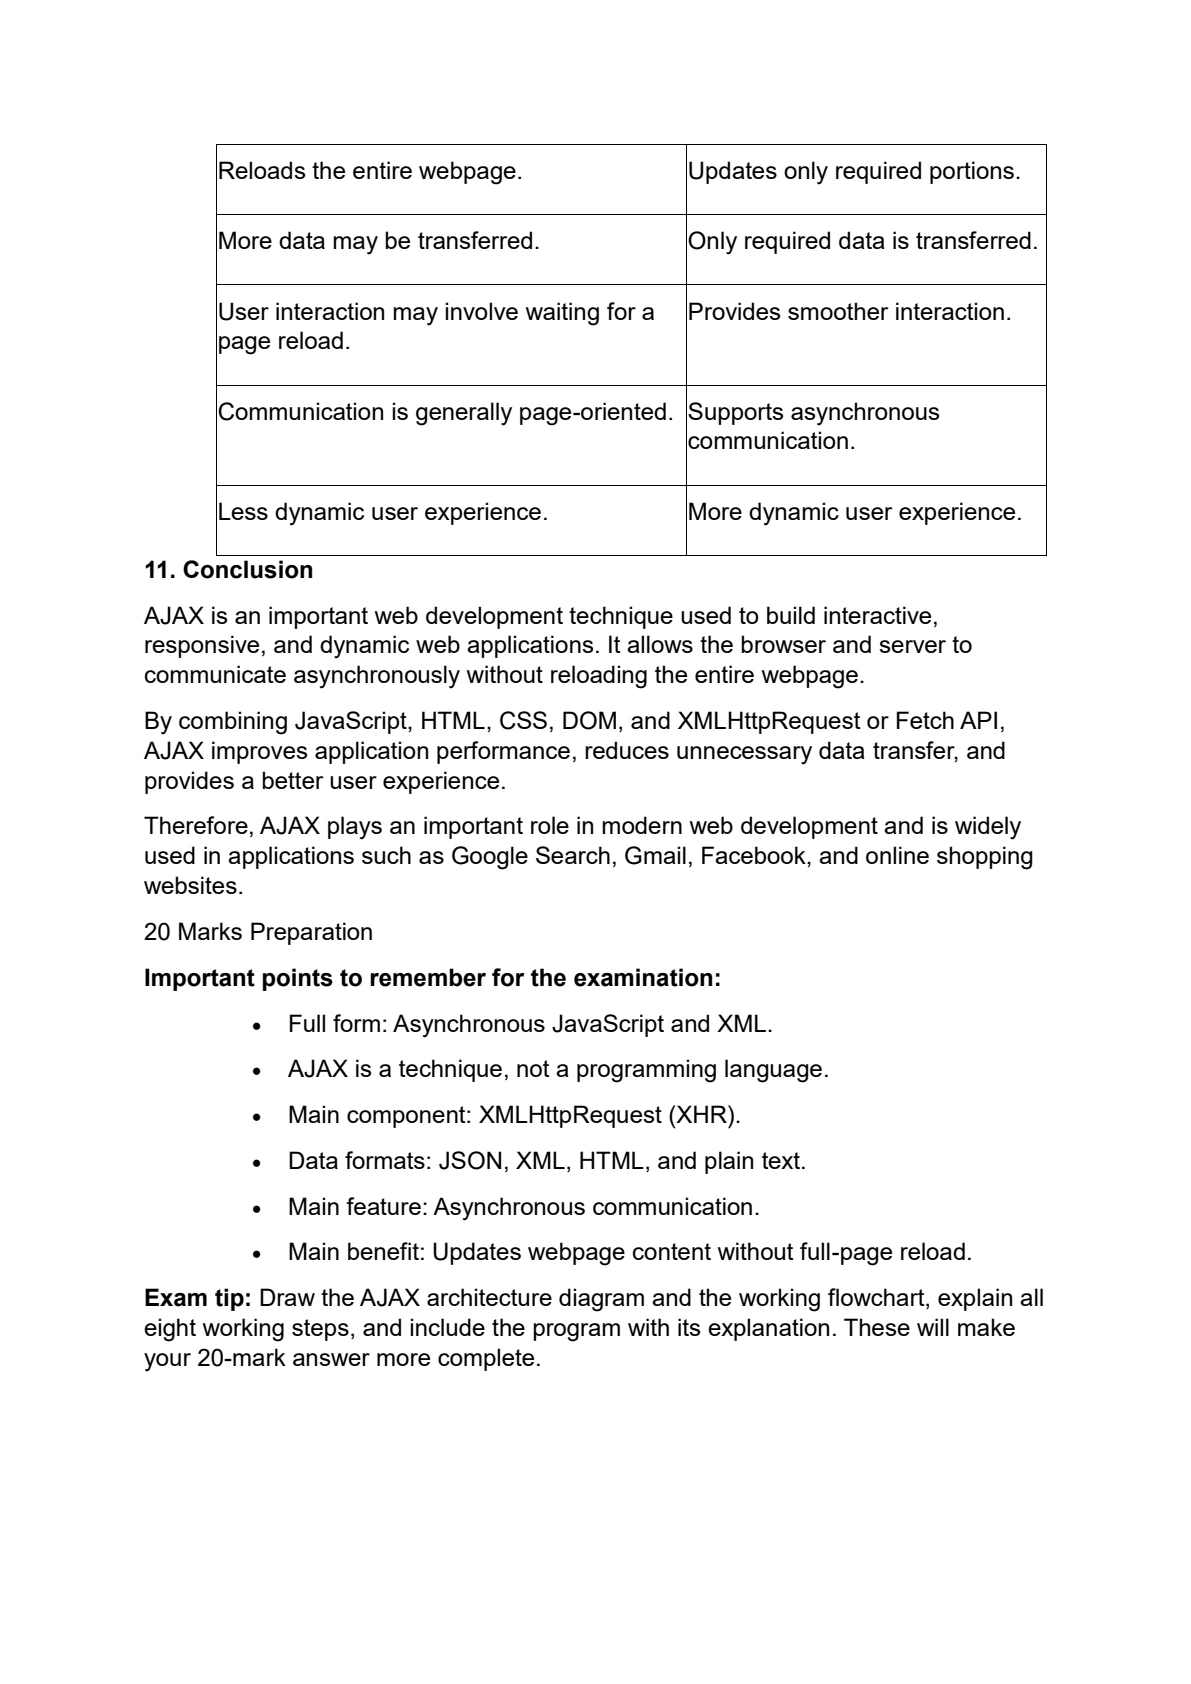 Reloads the entire webpage. Updates only required portions.
More data may be transferred. Only required data is transferred.
User interaction may involve waiting for a Provides smoother interaction.
page reload.
Communication is generally page-oriented. Supports asynchronous
communication.
Less dynamic user experience. More dynamic user experience.
11. Conclusion
AJAX is an important web development technique used to build interactive,
responsive, and dynamic web applications. It allows the browser and server to
communicate asynchronously without reloading the entire webpage.
By combining JavaScript, HTML, CSS, DOM, and XMLHttpRequest or Fetch API,
AJAX improves application performance, reduces unnecessary data transfer, and
provides a better user experience.
Therefore, AJAX plays an important role in modern web development and is widely
used in applications such as Google Search, Gmail, Facebook, and online shopping
websites.
20 Marks Preparation
Important points to remember for the examination:
• Full form: Asynchronous JavaScript and XML.
• AJAX is a technique, not a programming language.
• Main component: XMLHttpRequest (XHR).
• Data formats: JSON, XML, HTML, and plain text.
• Main feature: Asynchronous communication.
• Main benefit: Updates webpage content without full-page reload.
Exam tip: Draw the AJAX architecture diagram and the working flowchart, explain all
eight working steps, and include the program with its explanation. These will make
your 20-mark answer more complete.